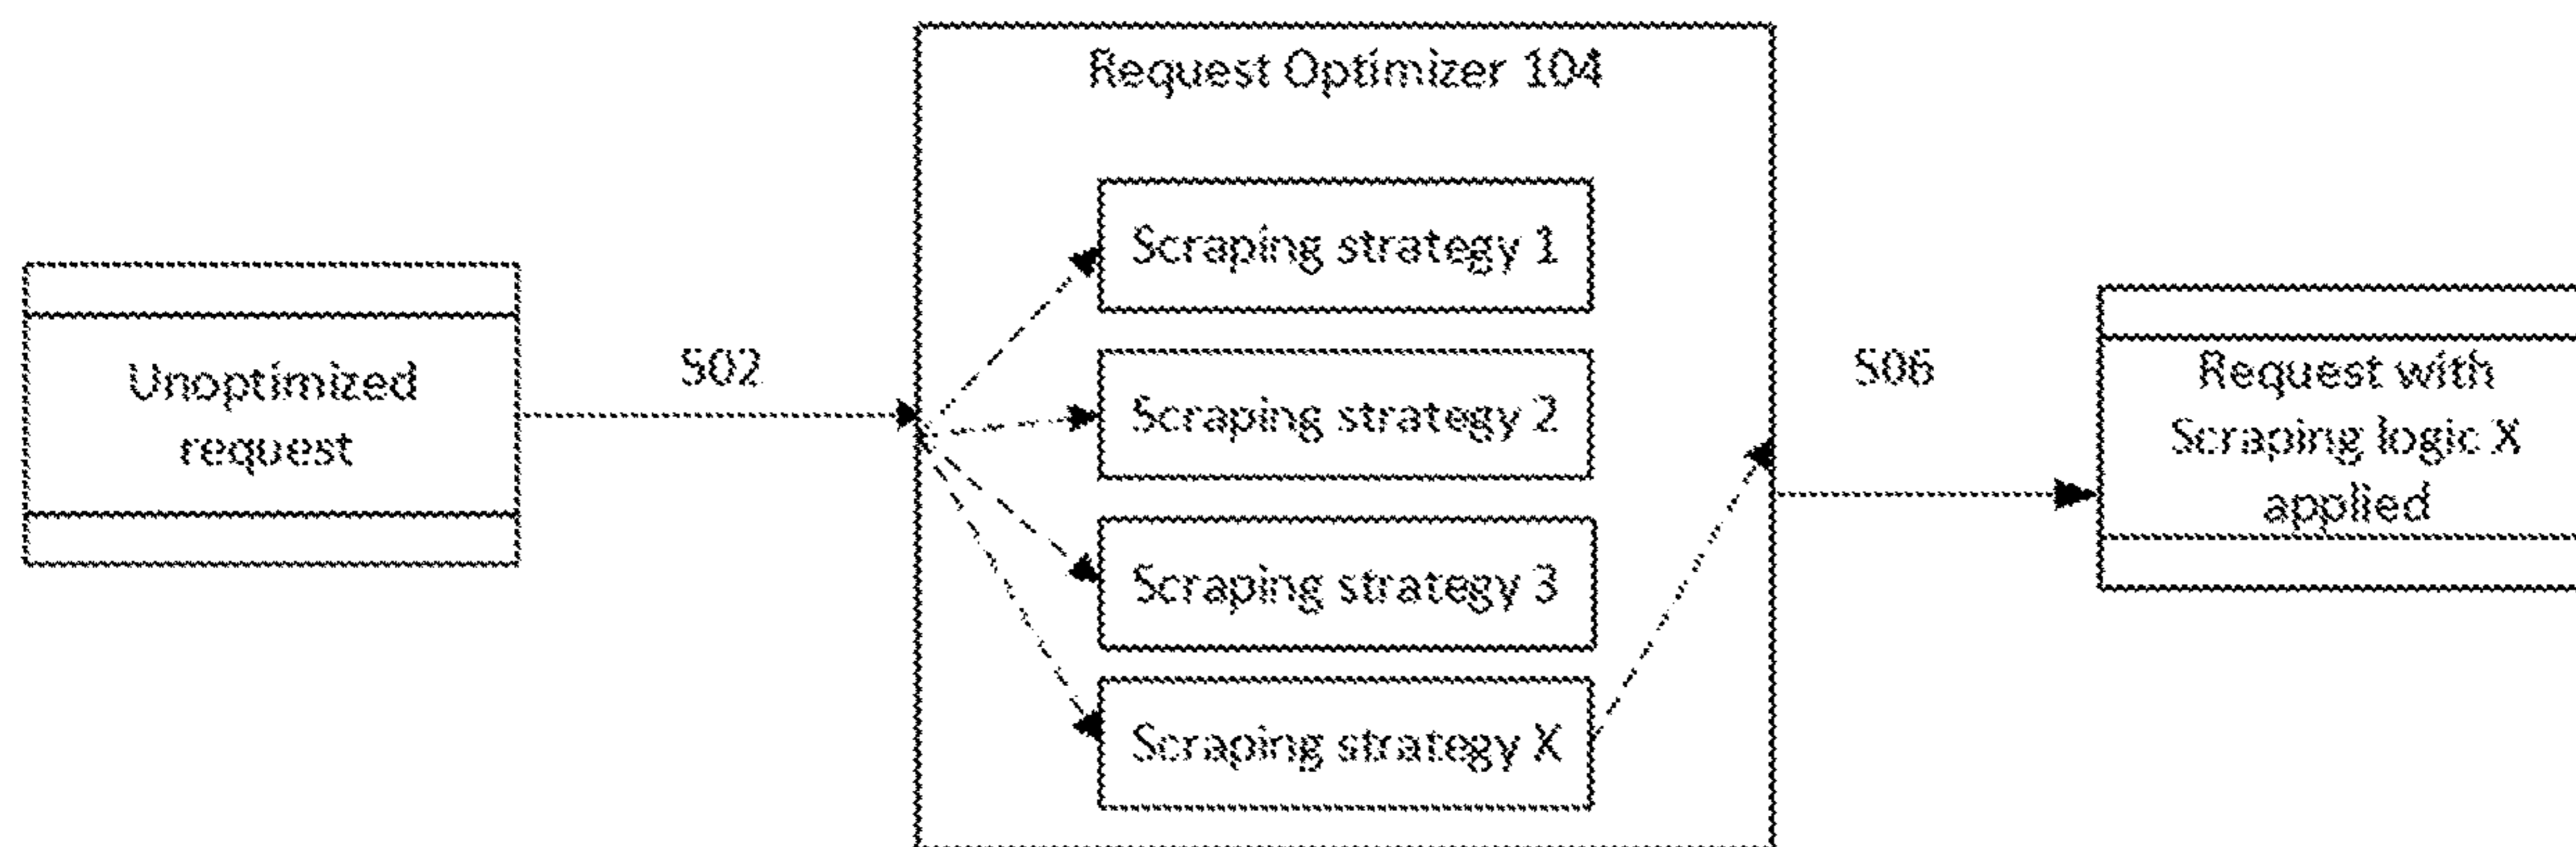 Request Optimizer 104
Scraping strategy 1
Unoptimized
request
502
Scraping strategy 2
Scraping strategy 3
Scraping strategy X
506
Request with
Scraping logic X
applied